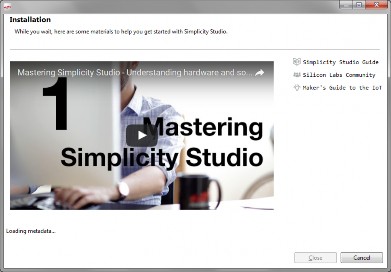 Installation
While you wait, here are some materials to help you get started with Simplicity Studio.
Mastering Simplicity Studio - Understanding hardware and so...
1 Mastering
Simplicity Studio
Simplicity Studio Guide
Silicon Labs Community
Maker's Guide to the IoT
Loading metadata...
Close
Cancel